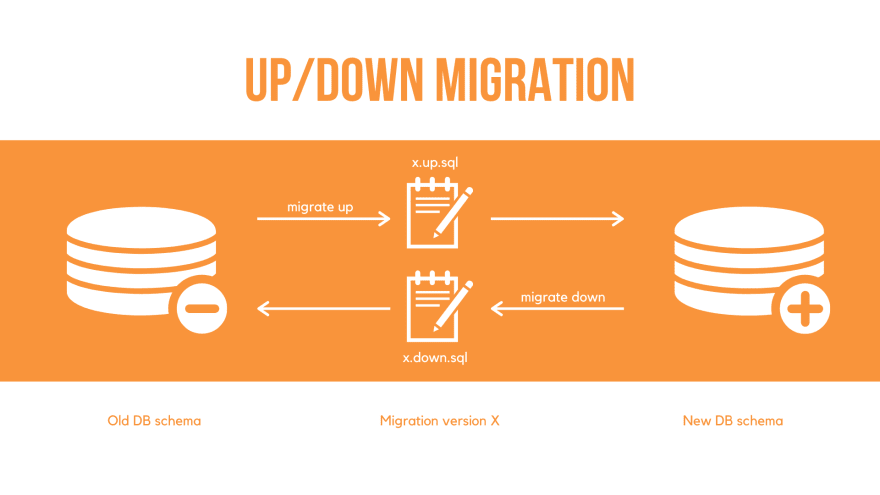 UP/DOWN MIGRATION
x.up.sql
migrate up
migrate down
x.down.sql
Old DB schema
Migration version X
New DB schema